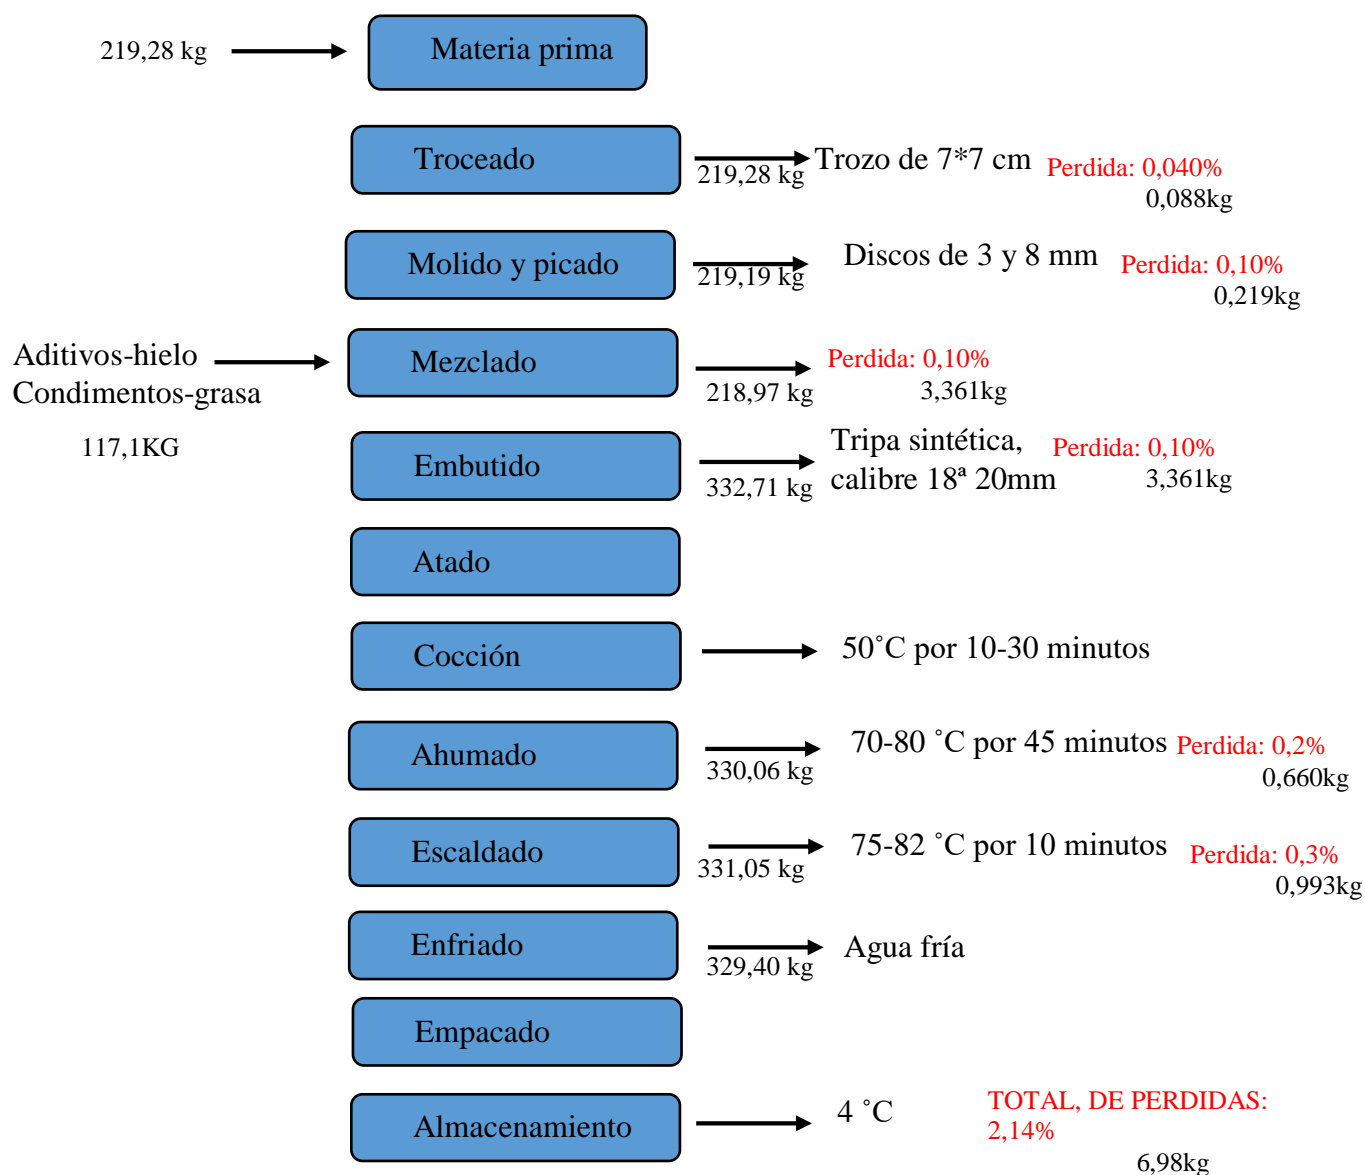 219,28 kg
Materia prima
Troceado
219,28 kg
Trozo de 7*7 cm
Perdida: 0,040%
0,088kg
Molido y picado
219,19 kg
Discos de 3 y 8 mm
Perdida: 0,10%
0,219kg
Aditivos-hielo
Condimentos-grasa
117,1KG
Mezclado
218,97 kg
Perdida: 0,10%
3,361kg
Embutido
332,71 kg
Tripa sintética,
calibre 18ª 20mm
Perdida: 0,10%
3,361kg
Atado
Cocción
50˚C por 10-30 minutos
Ahumado
330,06 kg
70-80 ˚C por 45 minutos
Perdida: 0,2%
0,660kg
Escaldado
331,05 kg
75-82 ˚C por 10 minutos
Perdida: 0,3%
0,993kg
Enfriado
329,40 kg
Agua fría
Empacado
Almacenamiento
4 ˚C
TOTAL, DE PERDIDAS:
2,14%
6,98kg